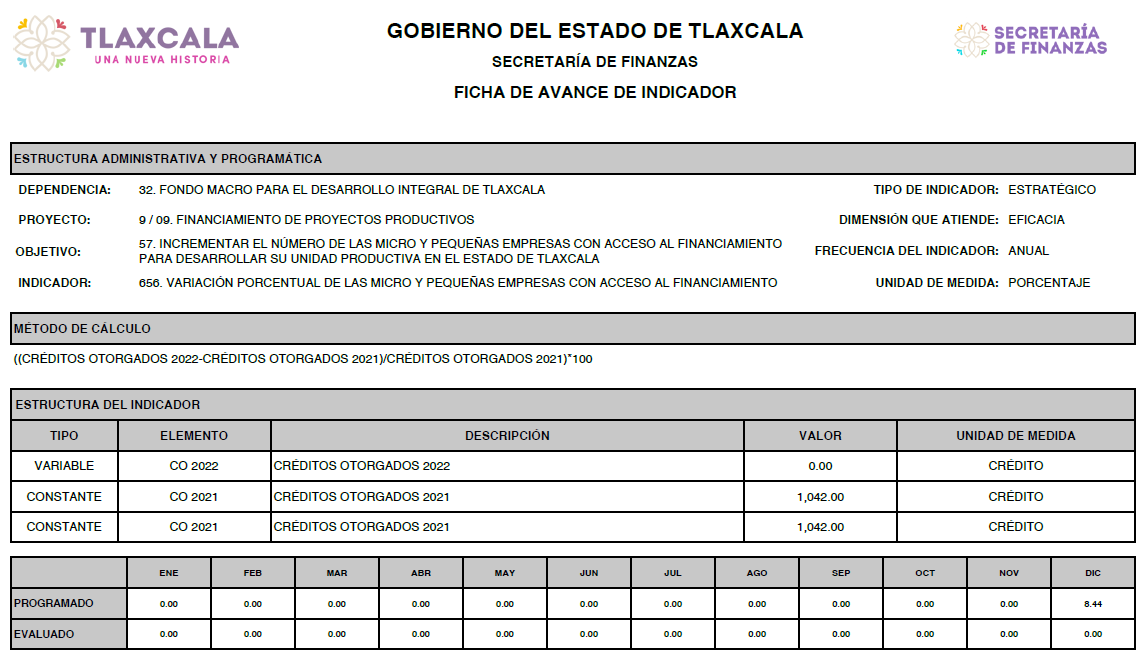 TLAXCALA
UNA NUEVA HISTORIA
GOBIERNO DEL ESTADO DE TLAXCALA
SECRETARÍA DE FINANZAS
FICHA DE AVANCE DE INDICADOR
SECRETARÍA
DE FINANZAS
ESTRUCTURA ADMINISTRATIVA Y PROGRAMÁTICA
DEPENDENCIA: 32. FONDO MACRO PARA EL DESARROLLO INTEGRAL DE TLAXCALA TIPO DE INDICADOR: ESTRATÉGICO
PROYECTO: 9 / 09. FINANCIAMIENTO DE PROYECTOS PRODUCTIVOS DIMENSIÓN QUE ATIENDE: EFICACIA
OBJETIVO: 57. INCREMENTAR EL NÚMERO DE LAS MICRO Y PEQUEÑAS EMPRESAS CON ACCESO AL FINANCIAMIENTO
PARA DESARROLLAR SU UNIDAD PRODUCTIVA EN EL ESTADO DE TLAXCALA FRECUENCIA DEL INDICADOR: ANUAL
INDICADOR: 656. VARIACIÓN PORCENTUAL DE LAS MICRO Y PEQUEÑAS EMPRESAS CON ACCESO AL FINANCIAMIENTO UNIDAD DE MEDIDA: PORCENTAJE
MÉTODO DE CÁLCULO
((CRÉDITOS OTORGADOS 2022-CRÉDITOS OTORGADOS 2021)/CRÉDITOS OTORGADOS 2021)*100
ESTRUCTURA DEL INDICADOR
TIPO ELEMENTO DESCRIPCIÓN VALOR UNIDAD DE MEDIDA
VARIABLE CO 2022 CRÉDITOS OTORGADOS 2022 0.00 CRÉDITO
CONSTANTE CO 2021 CRÉDITOS OTORGADOS 2021 1,042.00 CRÉDITO
CONSTANTE CO 2021 CRÉDITOS OTORGADOS 2021 1,042.00 CRÉDITO
ENE FEB MAR ABR MAY JUN JUL AGO SEP OCT NOV DIC
PROGRAMADO 0.00 0.00 0.00 0.00 0.00 0.00 0.00 0.00 0.00 0.00 0.00 8.44
EVALUADO 0.00 0.00 0.00 0.00 0.00 0.00 0.00 0.00 0.00 0.00 0.00 0.00